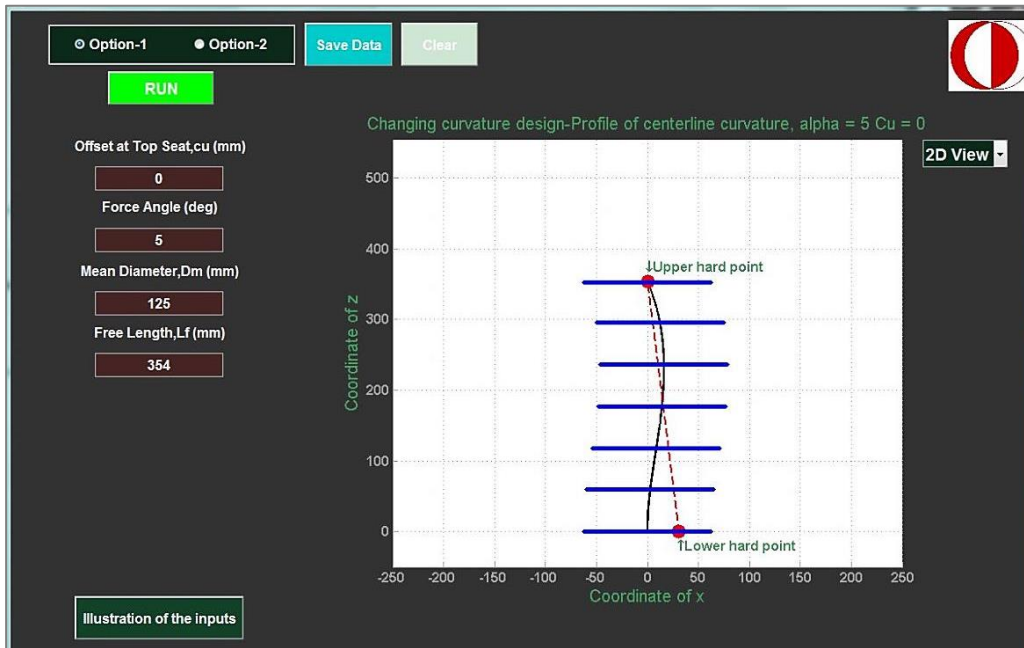 Option-1
Option-2
Save Data
Clear
RUN
Offset at Top Seat,cu (mm)
0
Force Angle (deg)
5
Mean Diameter,Dm (mm)
125
Free Length,Lf (mm)
354
Illustration of the inputs
Changing curvature design-Profile of centerline curvature, alpha = 5 Cu = 0
2D View
Coordinate of z
500
400
300
200
100
0
↓Upper hard point
↑Lower hard point
-250 -200 -150 -100 -50 0 50 100 150 200 250
Coordinate of x